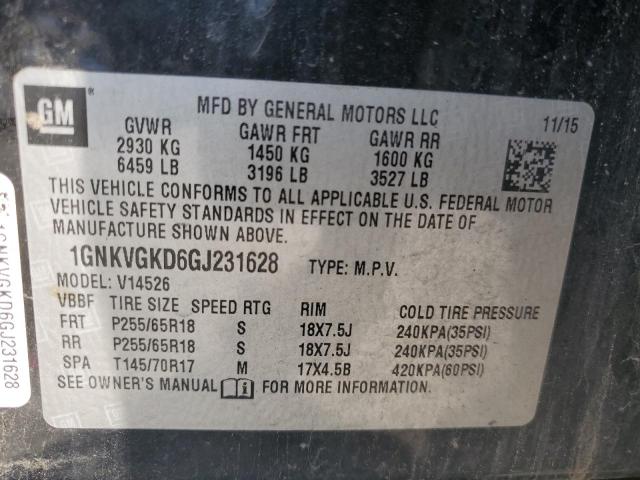 GM ®
MFD BY GENERAL MOTORS LLC
11/15
GVWR GAWR FRT GAWR RR
2930 KG 1450 KG 1600 KG
6459 LB 3196 LB 3527 LB
THIS VEHICLE CONFORMS TO ALL APPLICABLE U.S. FEDERAL MOTOR
VEHICLE SAFETY STANDARDS IN EFFECT ON THE DATE OF
MANUFACTURE SHOWN ABOVE.
1GNKVGKD6GJ231628 TYPE: M.P.V.
MODEL: V14526
VBBF TIRE SIZE SPEED RTG RIM COLD TIRE PRESSURE
FRT P255/65R18 S 18X7.5J 240KPA(35PSI)
RR P255/65R18 S 18X7.5J 240KPA(35PSI)
SPA T145/70R17 M 17X4.5B 420KPA(60PSI)
SEE OWNER'S MANUAL FOR MORE INFORMATION.
1GNKVGKD6GJ231628